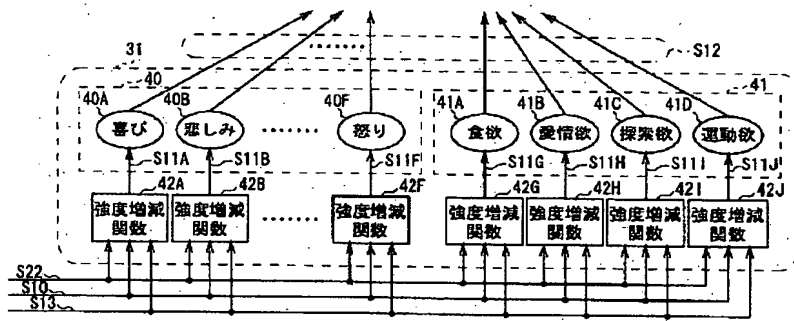 31
40
S12
41
40A
40B
40F
41A
41B
41C
41D
喜び
悲しみ
怒り
食欲
愛情欲
探索欲
運動欲
S11A
S11B
S11F
S11G
S11H
S11I
S11J
42A
42B
42F
42G
42H
42I
42J
強度増減
関数
強度増減
関数
強度増減
関数
強度増減
関数
強度増減
関数
強度増減
関数
強度増減
関数
S22
S10
S13